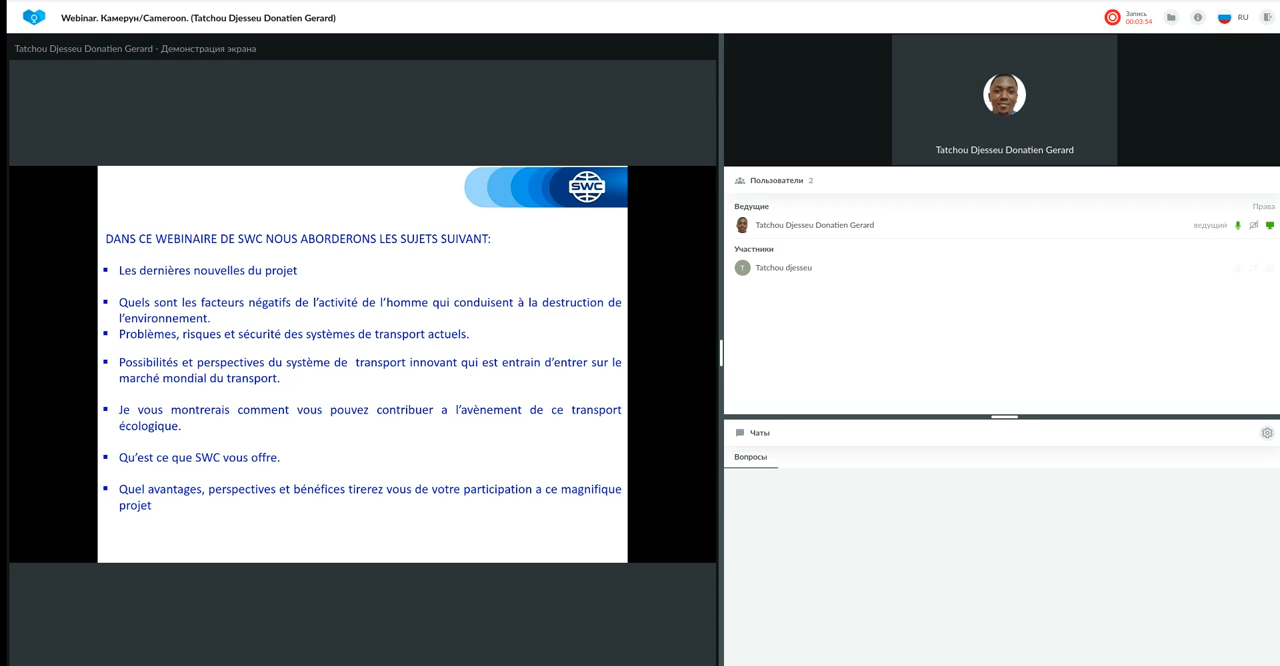 Webinar. Камерун/Cameroon. (Tatchou Djesseu Donatien Gerard)
Запись
00:03:54
RU
Tatchou Djesseu Donatien Gerard - Демонстрация экрана
SWC
DANS CE WEBINAIRE DE SWC NOUS ABORDERONS LES SUJETS SUIVANT:
▪ Les dernières nouvelles du projet
▪ Quels sont les facteurs négatifs de l'activité de l'homme qui conduisent à la destruction de
l'environnement.
▪ Problèmes, risques et sécurité des systèmes de transport actuels.
▪ Possibilités et perspectives du système de transport innovant qui est entrain d'entrer sur le
marché mondial du transport.
▪ Je vous montrerais comment vous pouvez contribuer a l'avènement de ce transport
écologique.
▪ Qu'est ce que SWC vous offre.
▪ Quel avantages, perspectives et bénéfices tirerez vous de votre participation a ce magnifique
projet
Tatchou Djesseu Donatien Gerard
Пользователи 2
Ведущие Права
Tatchou Djesseu Donatien Gerard ведущий
Участники
T Tatchou djesseu
Чаты
Вопросы